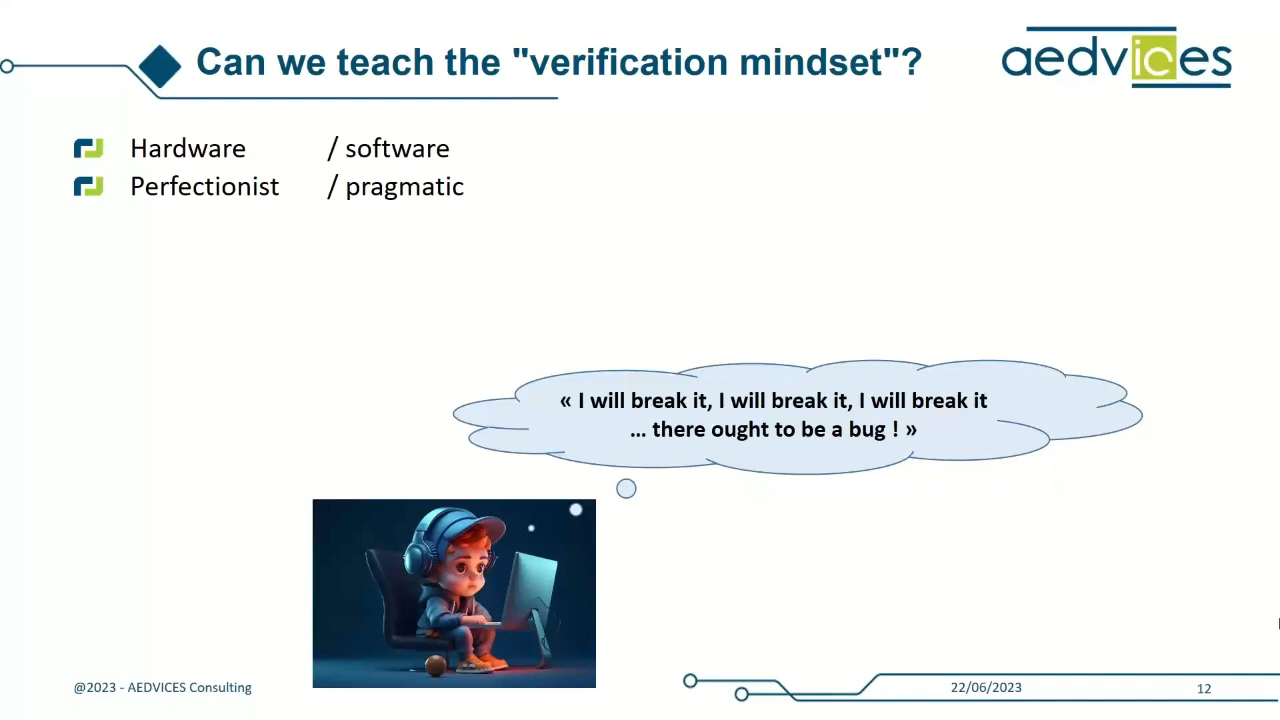 Can we teach the "verification mindset"?
aedvices
Hardware / software
Perfectionist / pragmatic
« I will break it, I will break it, I will break it
... there ought to be a bug ! »
@2023 - AEDVICES Consulting
22/06/2023
12